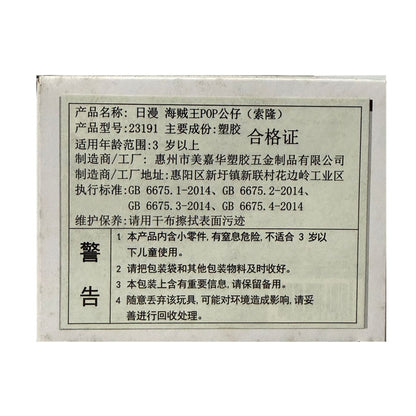 产品名称：日漫 海贼王POP公仔（索隆）
产品型号:23191 主要成份:塑胶
合格证
适用年龄范围:3 岁以上
制造商/工厂：惠州市美嘉华塑胶五金制品有限公司
制造商/工厂地址：惠阳区新圩镇新联村花边岭工业区
执行标准:GB 6675.1-2014、GB 6675.2-2014、
GB 6675.3-2014、GB 6675.4-2014
维护保养:请用干布擦拭表面污迹
警告
1 本产品内含小零件,有窒息危险,不适合 3 岁以
下儿童使用。
2 请把包装袋和其他包装物料及时收好。
3 本包装上含有重要信息,请保留备用。
4 随意丢弃该玩具,可能对环境造成影响,请妥
善进行回收处理。